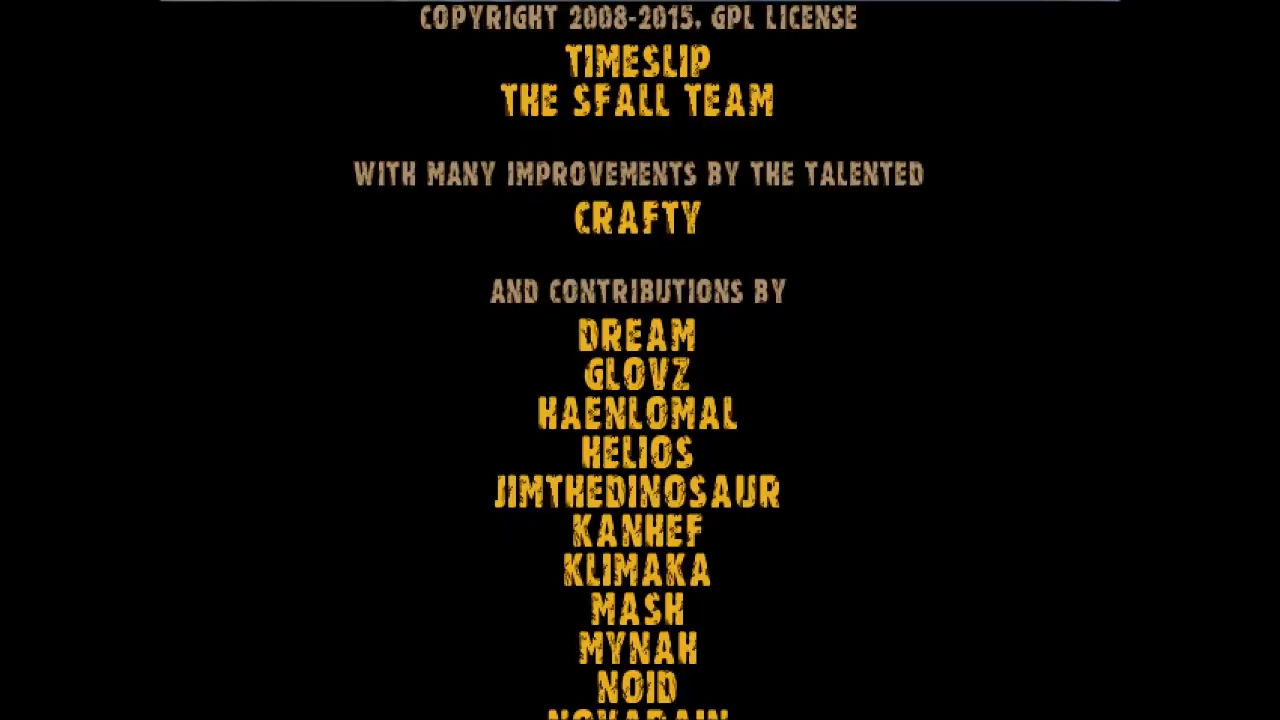 COPYRIGHT 2008-2015, GPL LICENSE
TIMESLIP
THE SFALL TEAM
WITH MANY IMPROVEMENTS BY THE TALENTED
CRAFTY
AND CONTRIBUTIONS BY
DREAM
GLOVZ
HAENLOMAL
HELIOS
JIMTHEDINOSAUR
KANHEF
KLIMAKA
MASH
MYNAH
NOID